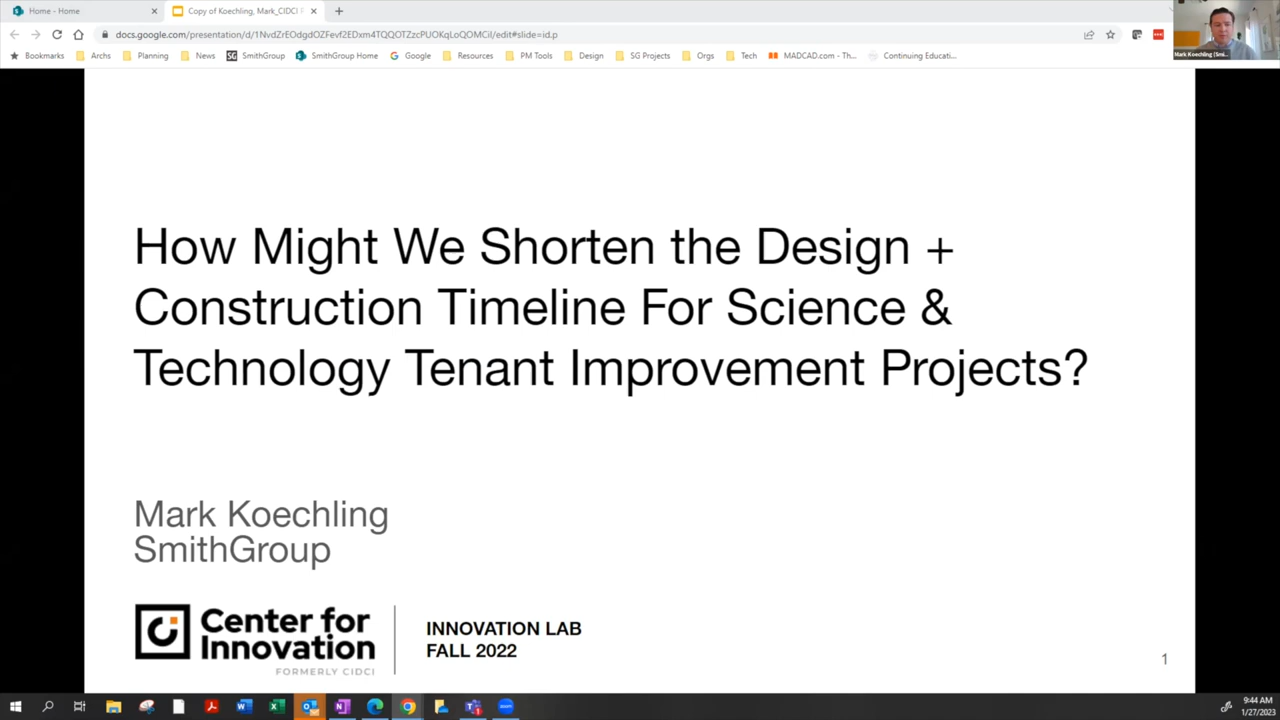 Home - Home
Copy of Koechling, Mark_CIDCI F
docs.google.com/presentation/d/1NvdZrEOdgdOZFevf2EDxm4TQQOTZzcPUOKqLoQOMCiI/edit#slide=id.p
Bookmarks Archs Planning News SmithGroup SmithGroup Home Google Resources PM Tools Design SG Projects Orgs Tech MADCAD.com - Th... Continuing Educati...
Mark Koechling (Smi...
How Might We Shorten the Design +
Construction Timeline For Science &
Technology Tenant Improvement Projects?
Mark Koechling
SmithGroup
Center for
Innovation
FORMERLY CIDCI
INNOVATION LAB
FALL 2022
1
9:44 AM
1/27/2023